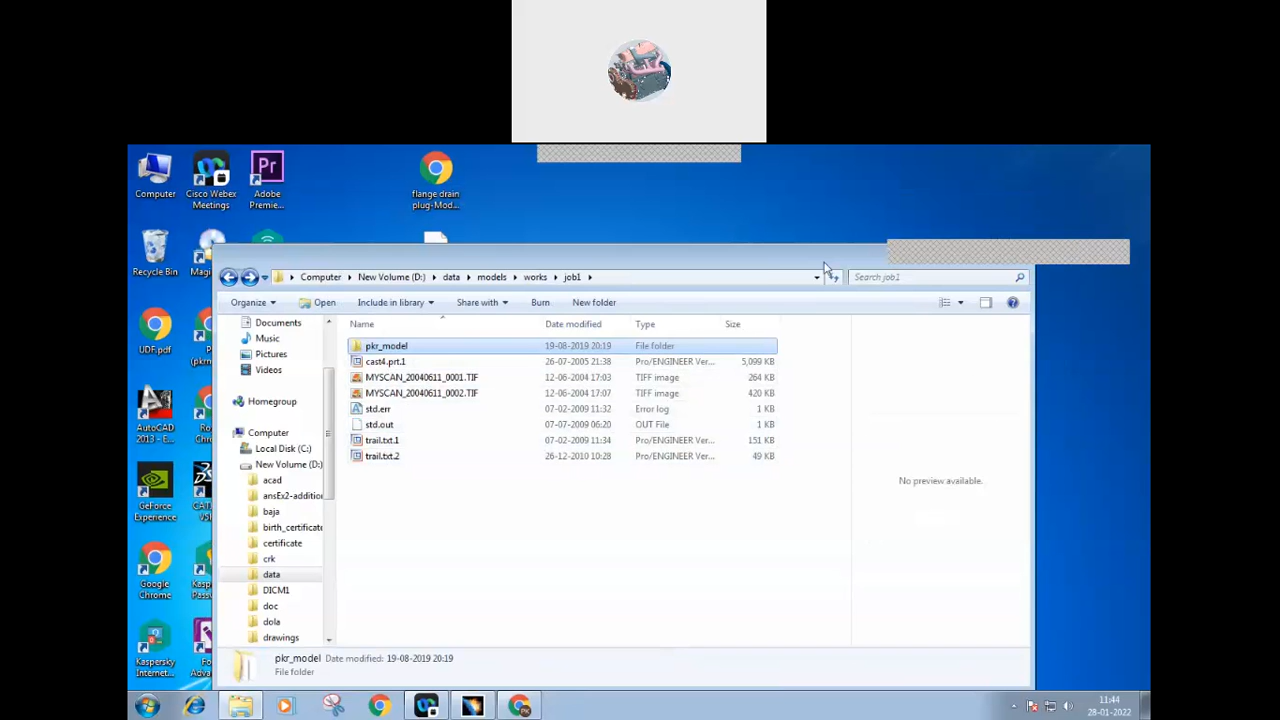 Computer
Cisco Webex
Meetings
Adobe
Premie...
flange drain
plug-Mod...
Recycle Bin
Magi
Computer
New Volume (D:)
data
models
works
job1
Search job1
Organize
Open
Include in library
Share with
Burn
New folder
Documents
Music
Pictures
Videos
Homegroup
Computer
Local Disk (C:)
New Volume (D:)
acad
ansEx2-addition
baja
birth_certificate
certificate
crk
data
DICM1
doc
dola
drawings
Name
Date modified
Type
Size
pkr_model
19-08-2019 20:19
File folder
cast4.prt.1
26-07-2005 21:38
Pro/ENGINEER Ver...
5,099 KB
MYSCAN_20040611_0001.TIF
12-06-2004 17:03
TIFF image
264 KB
MYSCAN_20040611_0002.TIF
12-06-2004 17:07
TIFF image
420 KB
std.err
07-02-2009 11:32
Error log
1 KB
std.out
07-07-2009 06:20
OUT File
1 KB
trail.txt.1
07-02-2009 11:34
Pro/ENGINEER Ver...
151 KB
trail.txt.2
26-12-2010 10:28
Pro/ENGINEER Ver...
49 KB
No preview available.
UDF.pdf
AutoCAD
2013 - E...
GeForce
Experience
Google
Chrome
Kaspersky
Internet...
pkr_model
Date modified: 19-08-2019 20:19
File folder
11:44
28-01-2022